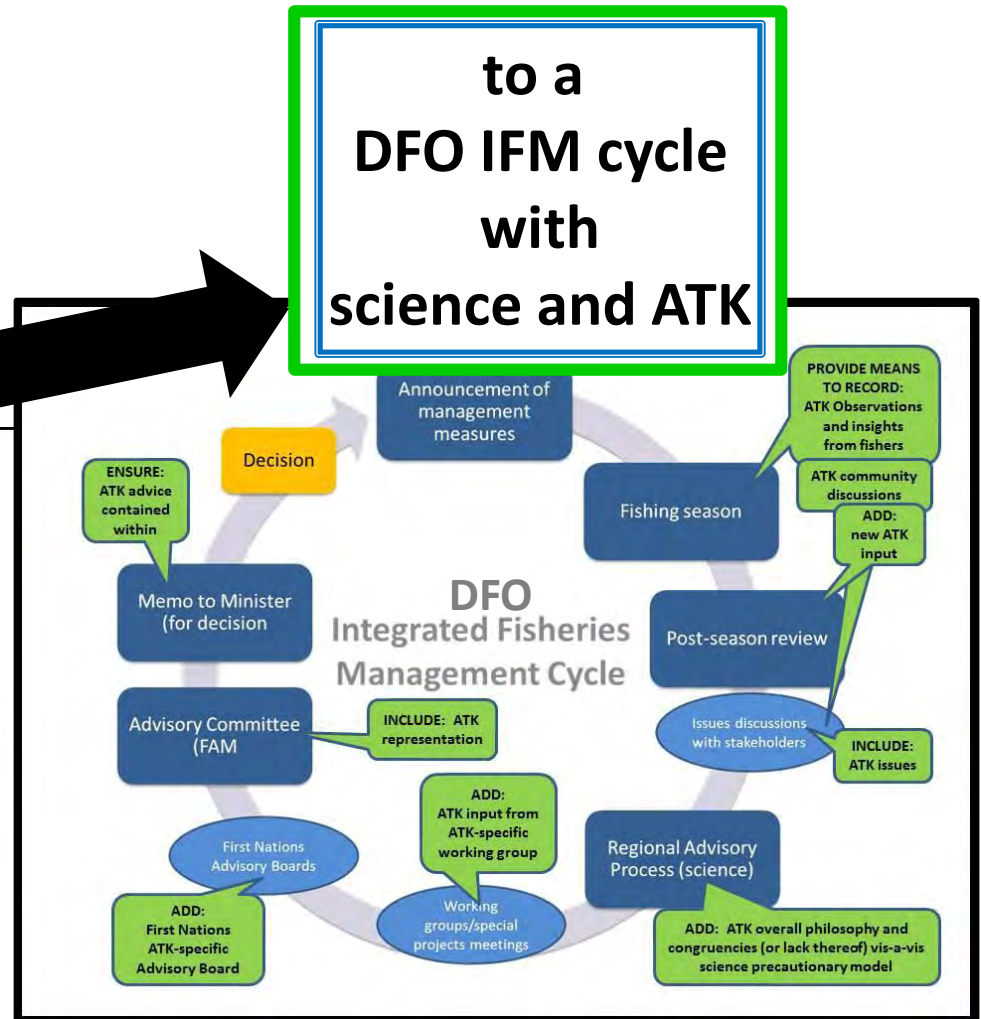 to a
DFO IFM cycle
with
science and ATK
Announcement of
management
measures
PROVIDE MEANS
TO RECORD:
ATK Observations
and insights
from fishers
Decision
ENSURE:
ATK advice
contained
within
Fishing season
ATK community
discussions
ADD:
new ATK
input
Memo to Minister
(for decision
DFO
Integrated Fisheries
Management Cycle
Post-season review
Advisory Committee
(FAM
INCLUDE: ATK
representation
Issues discussions
with stakeholders
INCLUDE:
ATK issues
ADD:
ATK input from
ATK-specific
working group
First Nations
Advisory Boards
Regional Advisory
Process (science)
Working
groups/special
projects meetings
ADD:
First Nations
ATK-specific
Advisory Board
ADD: ATK overall philosophy and
congruencies (or lack thereof) vis-a-vis
science precautionary model